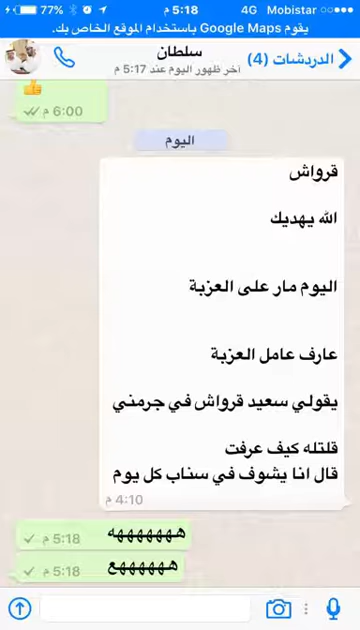 77% 5:18 م 4G Mobistar
يقوم Google Maps باستخدام الموقع الخاص بك.
الدردشات (4)
سلطان
آخر ظهور اليوم عند 5:17 م
6:00 م
اليوم
قرواش
الله يهديك
اليوم مار على العزبة
عارف عامل العزبة
يقولي سعيد قرواش في جرمني
قلتله كيف عرفت
قال انا يشوف في سناب كل يوم
4:10 م
هههههههه
5:18 م
هههههههع
5:18 م